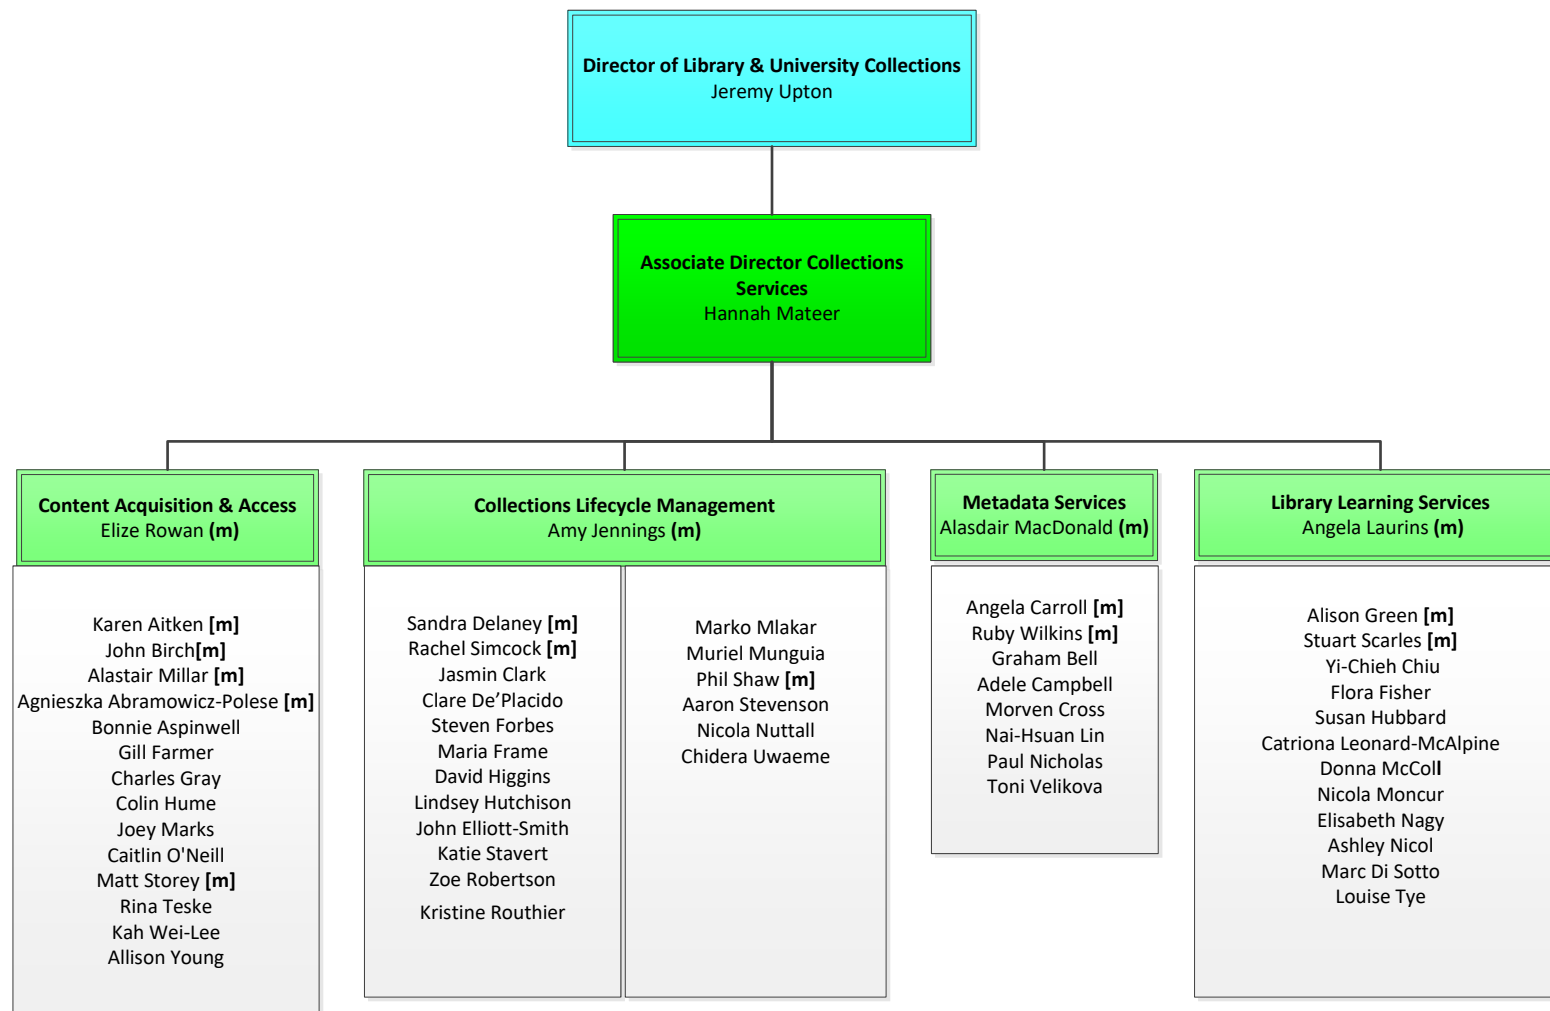 Director of Library & University Collections
Jeremy Upton
Associate Director Collections
Services
Hannah Mateer
Content Acquisition & Access
Elize Rowan (m)
Karen Aitken [m]
John Birch[m]
Alastair Millar [m]
Agnieszka Abramowicz-Polese [m]
Bonnie Aspinwell
Gill Farmer
Charles Gray
Colin Hume
Joey Marks
Caitlin O'Neill
Matt Storey [m]
Rina Teske
Kah Wei-Lee
Allison Young
Collections Lifecycle Management
Amy Jennings (m)
Sandra Delaney [m]
Rachel Simcock [m]
Jasmin Clark
Clare De’Placido
Steven Forbes
Maria Frame
David Higgins
Lindsey Hutchison
John Elliott-Smith
Katie Stavert
Zoe Robertson
Kristine Routhier
Marko Mlakar
Muriel Munguia
Phil Shaw [m]
Aaron Stevenson
Nicola Nuttall
Chidera Uwaeme
Metadata Services
Alasdair MacDonald (m)
Angela Carroll [m]
Ruby Wilkins [m]
Graham Bell
Adele Campbell
Morven Cross
Nai-Hsuan Lin
Paul Nicholas
Toni Velikova
Library Learning Services
Angela Laurins (m)
Alison Green [m]
Stuart Scarles [m]
Yi-Chieh Chiu
Flora Fisher
Susan Hubbard
Catriona Leonard-McAlpine
Donna McColl
Nicola Moncur
Elisabeth Nagy
Ashley Nicol
Marc Di Sotto
Louise Tye